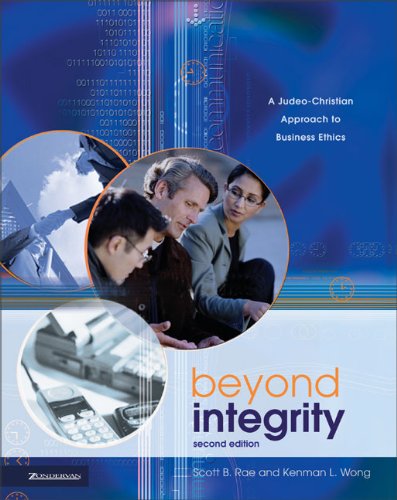 A Judeo-Christian
Approach to
Business Ethics
beyond
integrity
second edition
Scott B. Rae and Kenman L. Wong
ZONDERVAN